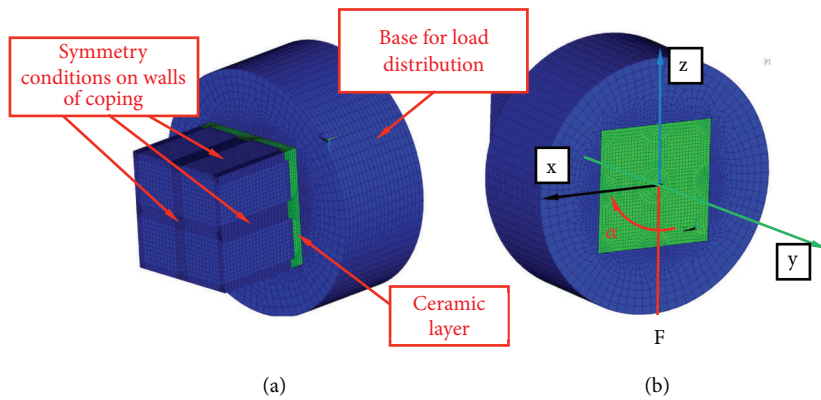 Symmetry
conditions on walls
of coping
Base for load
distribution
Ceramic
layer
(a)
z
x
α
y
F
(b)